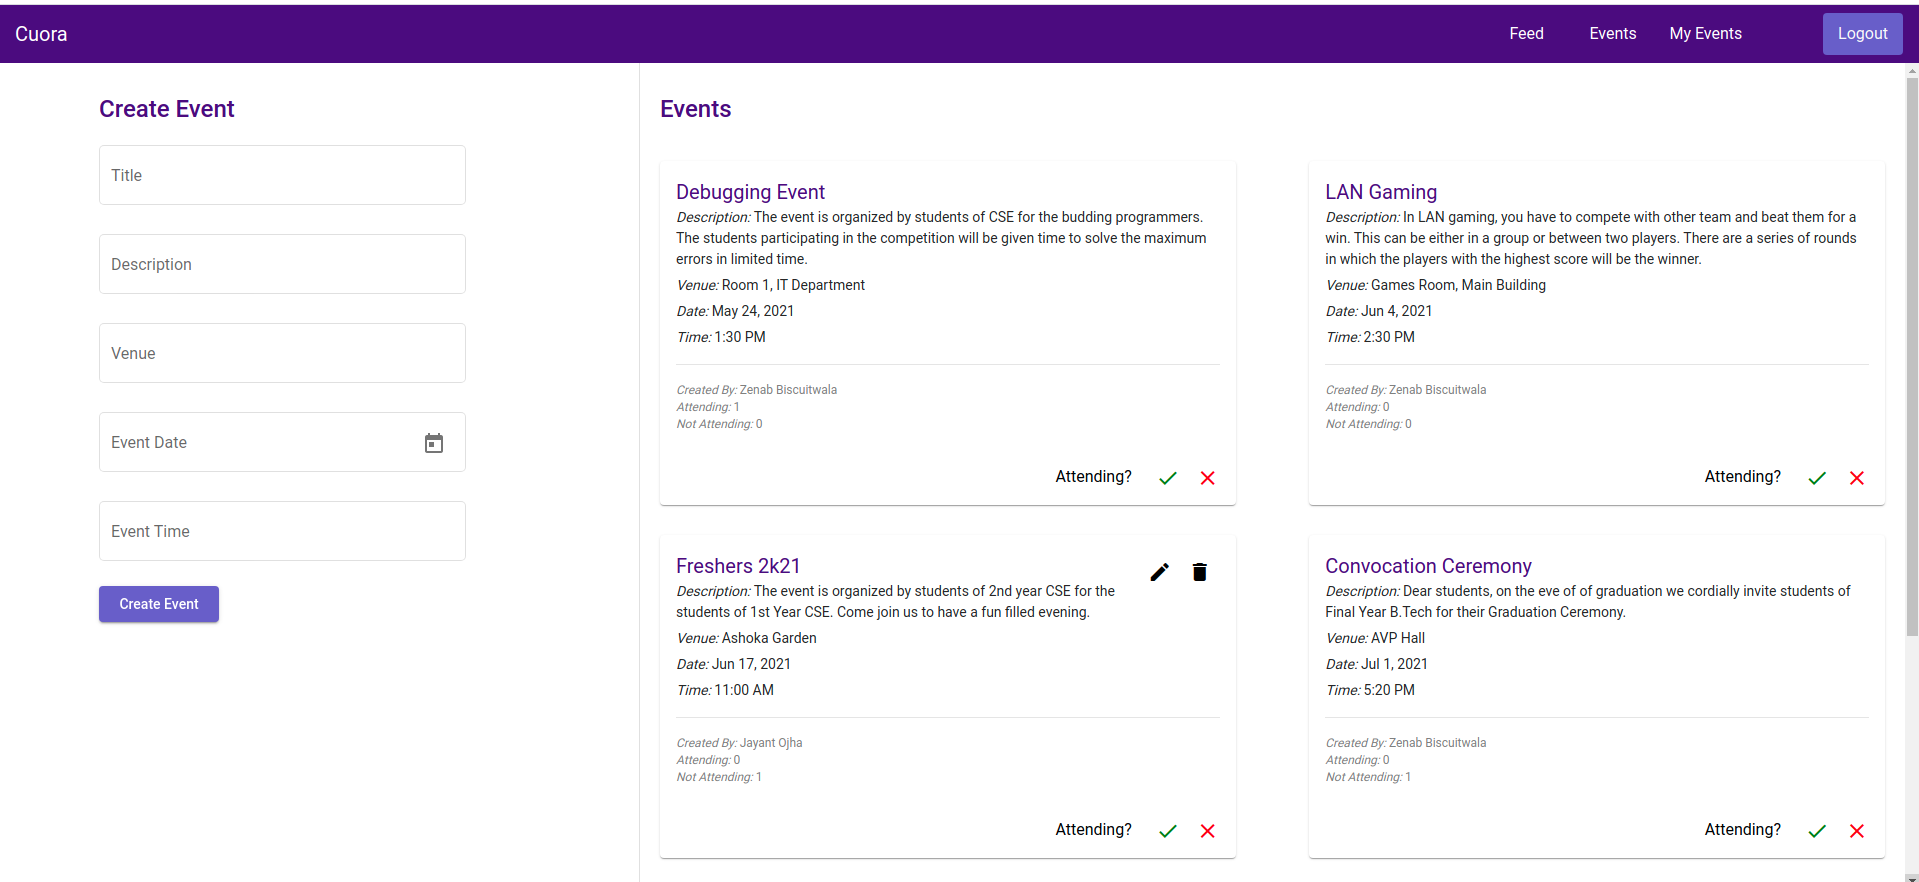 Cuora
Feed
Events
My Events
Logout
Create Event
Title
Description
Venue
Event Date
Event Time
Create Event
Events
Debugging Event
Description: The event is organized by students of CSE for the budding programmers.
The students participating in the competition will be given time to solve the maximum
errors in limited time.
Venue: Room 1, IT Department
Date: May 24, 2021
Time: 1:30 PM
Created By: Zenab Biscuitwala
Attending: 1
Not Attending: 0
Attending?
LAN Gaming
Description: In LAN gaming, you have to compete with other team and beat them for a
win. This can be either in a group or between two players. There are a series of rounds
in which the players with the highest score will be the winner.
Venue: Games Room, Main Building
Date: Jun 4, 2021
Time: 2:30 PM
Created By: Zenab Biscuitwala
Attending: 0
Not Attending: 0
Attending?
Freshers 2k21
Description: The event is organized by students of 2nd year CSE for the
students of 1st Year CSE. Come join us to have a fun filled evening.
Venue: Ashoka Garden
Date: Jun 17, 2021
Time: 11:00 AM
Created By: Jayant Ojha
Attending: 0
Not Attending: 1
Attending?
Convocation Ceremony
Description: Dear students, on the eve of of graduation we cordially invite students of
Final Year B.Tech for their Graduation Ceremony.
Venue: AVP Hall
Date: Jul 1, 2021
Time: 5:20 PM
Created By: Zenab Biscuitwala
Attending: 0
Not Attending: 1
Attending?